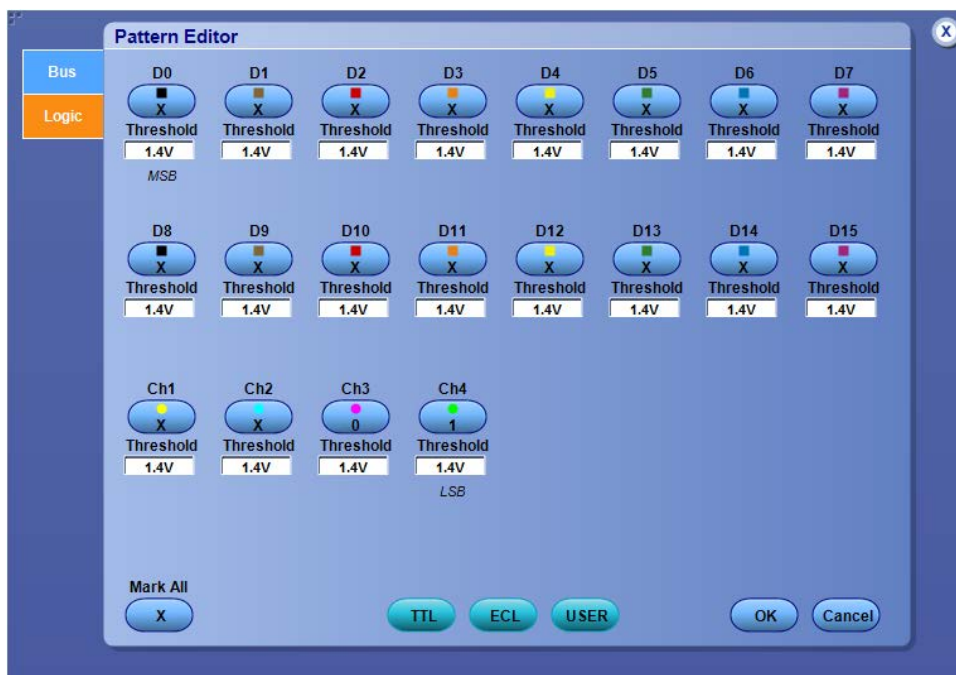 Pattern Editor
X
Bus
Logic
D0 D1 D2 D3 D4 D5 D6 D7
X X X X X X X X
Threshold Threshold Threshold Threshold Threshold Threshold Threshold Threshold
1.4V 1.4V 1.4V 1.4V 1.4V 1.4V 1.4V 1.4V
MSB
D8 D9 D10 D11 D12 D13 D14 D15
X X X X X X X X
Threshold Threshold Threshold Threshold Threshold Threshold Threshold Threshold
1.4V 1.4V 1.4V 1.4V 1.4V 1.4V 1.4V 1.4V
Ch1 Ch2 Ch3 Ch4
X X 0 1
Threshold Threshold Threshold Threshold
1.4V 1.4V 1.4V 1.4V
LSB
Mark All
X TTL ECL USER OK Cancel